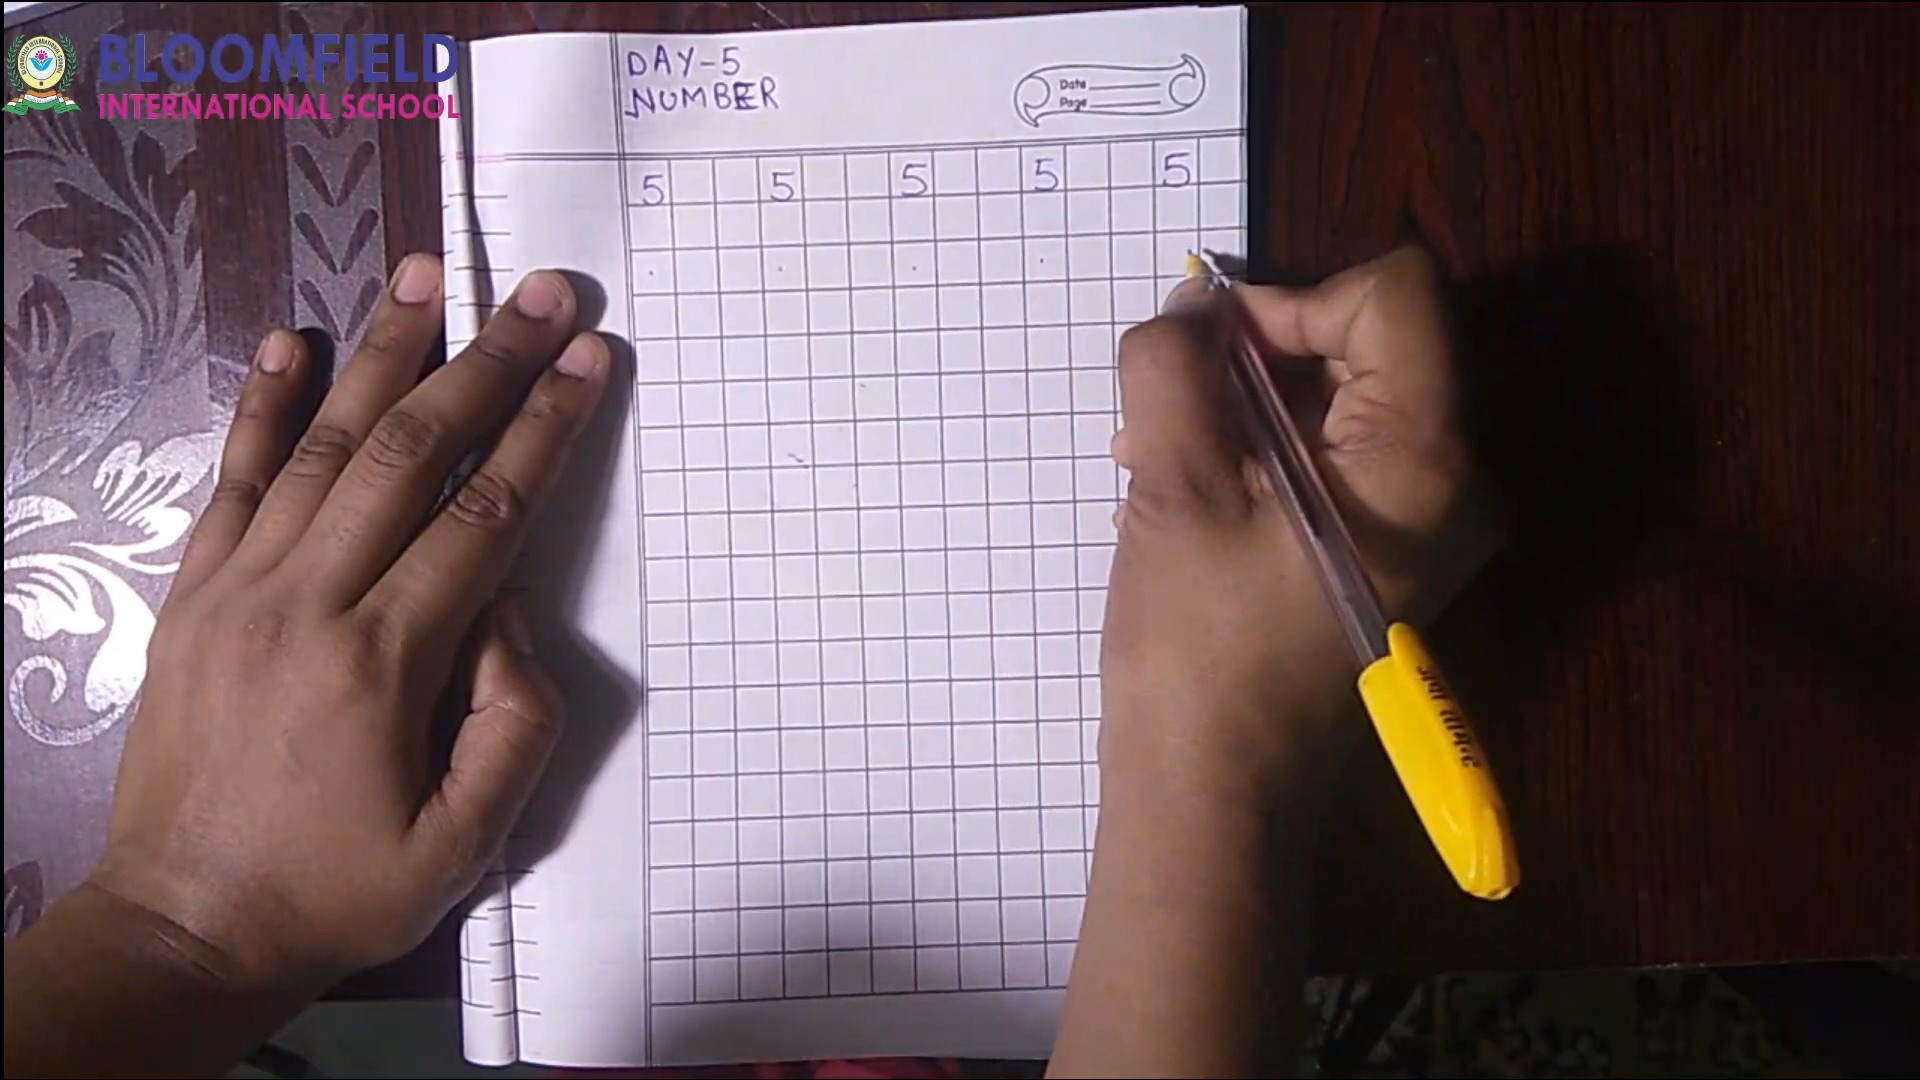 BLOOMFIELD
INTERNATIONAL SCHOOL
DAY-5
NUMBER
Date
Page
5 5 5 5 5